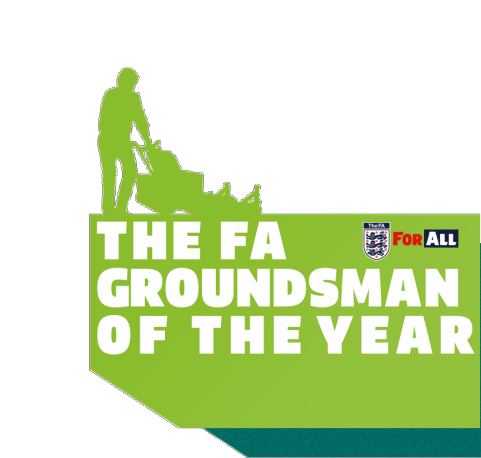 THE FA
TheFA
FOR ALL
GROUNDSMAN
OF THE YEAR